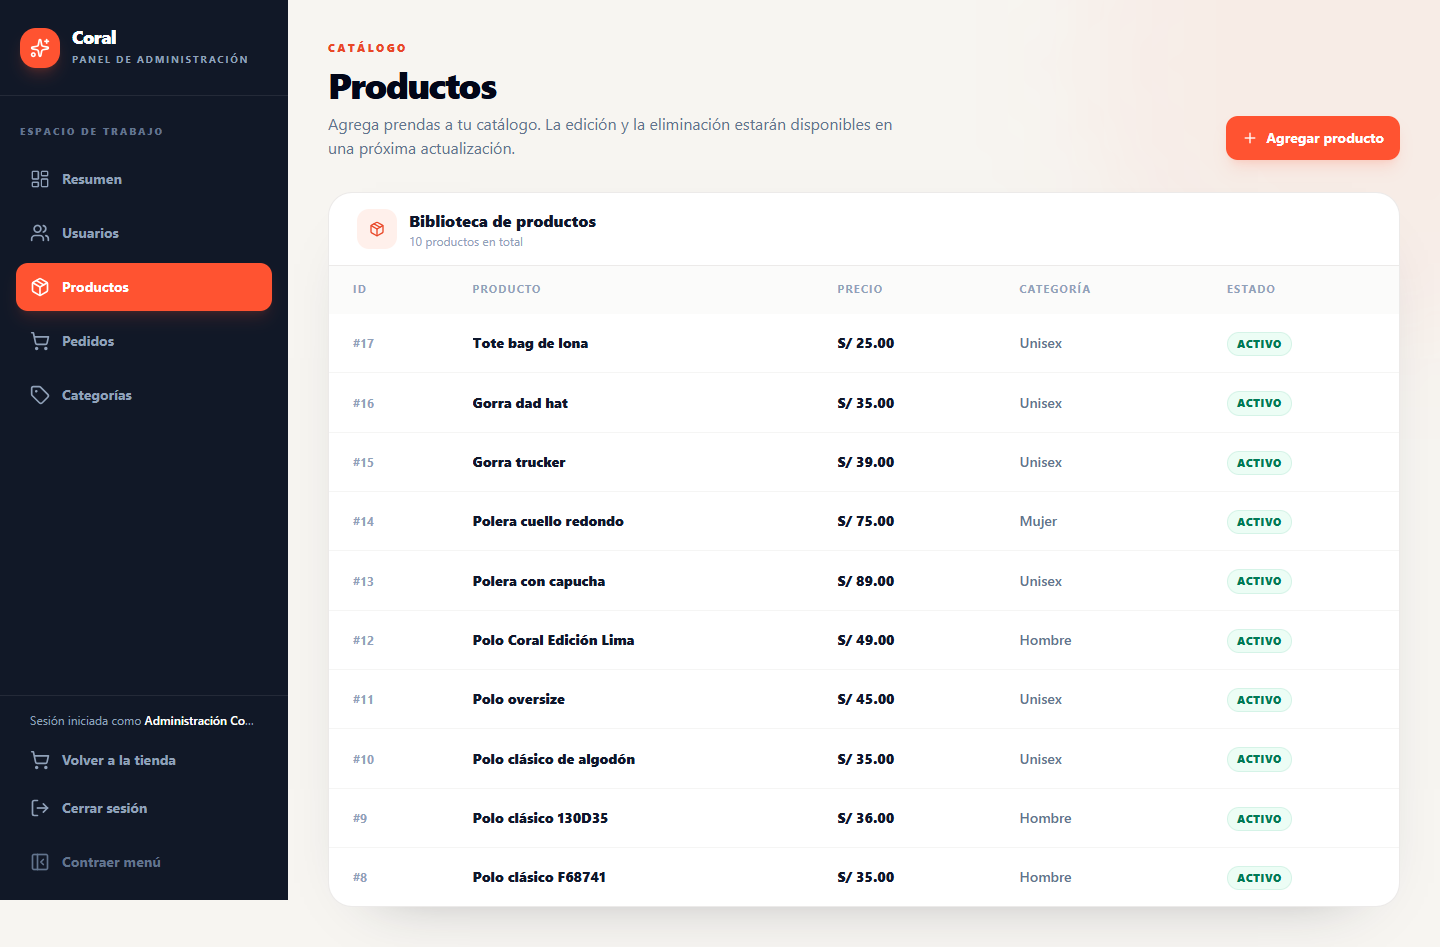 Coral
PANEL DE ADMINISTRACIÓN
ESPACIO DE TRABAJO
Resumen
Usuarios
Productos
Pedidos
Categorías
Sesión iniciada como Administración Co...
Volver a la tienda
Cerrar sesión
Contraer menú
CATÁLOGO
Productos
Agrega prendas a tu catálogo. La edición y la eliminación estarán disponibles en
una próxima actualización.
Agregar producto
Biblioteca de productos
10 productos en total
ID PRODUCTO PRECIO CATEGORÍA ESTADO
#17 Tote bag de lona S/ 25.00 Unisex ACTIVO
#16 Gorra dad hat S/ 35.00 Unisex ACTIVO
#15 Gorra trucker S/ 39.00 Unisex ACTIVO
#14 Polera cuello redondo S/ 75.00 Mujer ACTIVO
#13 Polera con capucha S/ 89.00 Unisex ACTIVO
#12 Polo Coral Edición Lima S/ 49.00 Hombre ACTIVO
#11 Polo oversize S/ 45.00 Unisex ACTIVO
#10 Polo clásico de algodón S/ 35.00 Unisex ACTIVO
#9 Polo clásico 130D35 S/ 36.00 Hombre ACTIVO
#8 Polo clásico F68741 S/ 35.00 Hombre ACTIVO